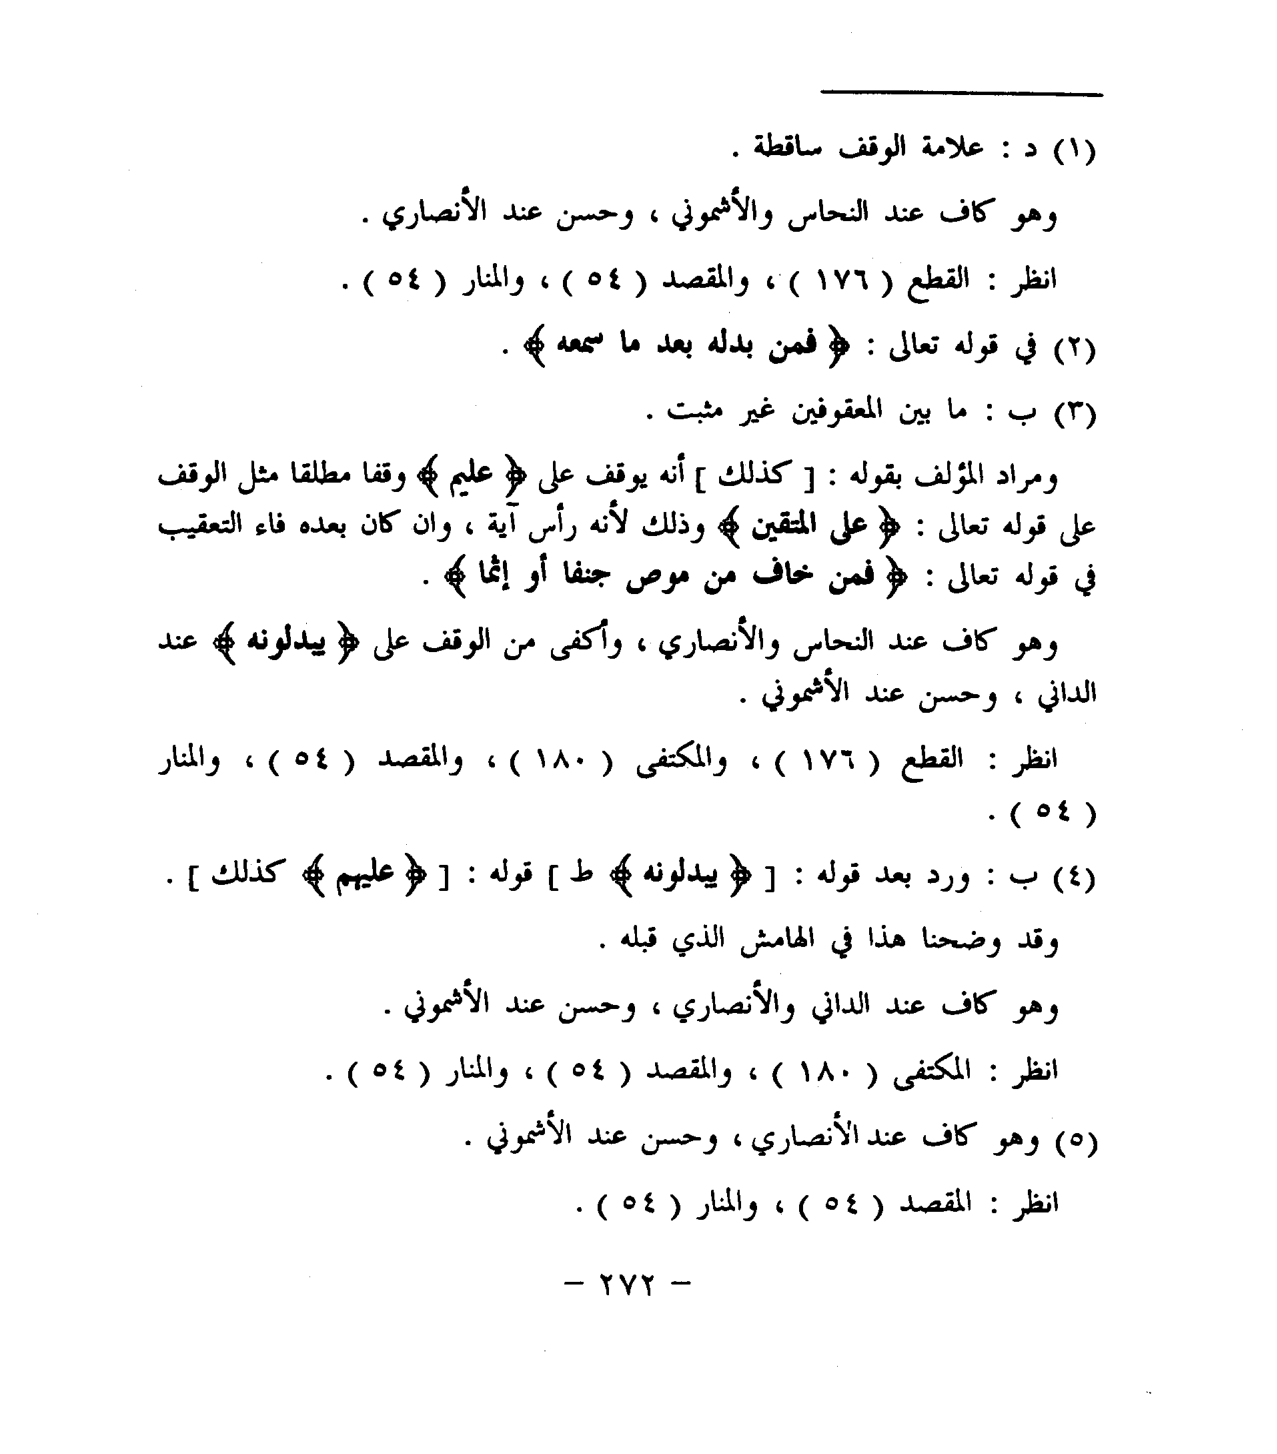 (١) د : علامة الوقف ساقطة .
وهو كاف عند النحاس والأشموني ، وحسن عند الأنصاري .
انظر : القطع ( ١٧٦ ) ، والمقصد ( ٥٤ ) ، والمنار ( ٥٤ ) .
(٢) في قوله تعالى : ﴿ فمن بدله بعد ما سمعه ﴾ .
(٣) ب : ما بين المعقوفين غير مثبت .
ومراد المؤلف بقوله : [ كذلك ] أنه يوقف على ﴿ عليم ﴾ وقفا مطلقا مثل الوقف
على قوله تعالى : ﴿ على المتقين ﴾ وذلك لأنه رأس آية ، وان كان بعده فاء التعقيب
في قوله تعالى : ﴿ فمن خاف من موص جنفا أو إثما ﴾ .
وهو كاف عند النحاس والأنصاري ، وأكفى من الوقف على ﴿ يبدلونه ﴾ عند
الداني ، وحسن عند الأشموني .
انظر : القطع ( ١٧٦ ) ، والمكتفى ( ١٨٠ ) ، والمقصد ( ٥٤ ) ، والمنار
( ٥٤ ) .
(٤) ب : ورد بعد قوله : [ ﴿ يبدلونه ﴾ ط ] قوله : [ ﴿ عليهم ﴾ كذلك ] .
وقد وضحنا هذا في الهامش الذي قبله .
وهو كاف عند الداني والأنصاري ، وحسن عند الأشموني .
انظر : المكتفى ( ١٨٠ ) ، والمقصد ( ٥٤ ) ، والمنار ( ٥٤ ) .
(٥) وهو كاف عند الأنصاري ، وحسن عند الأشموني .
انظر : المقصد ( ٥٤ ) ، والمنار ( ٥٤ ) .
– ٢٧٢ –